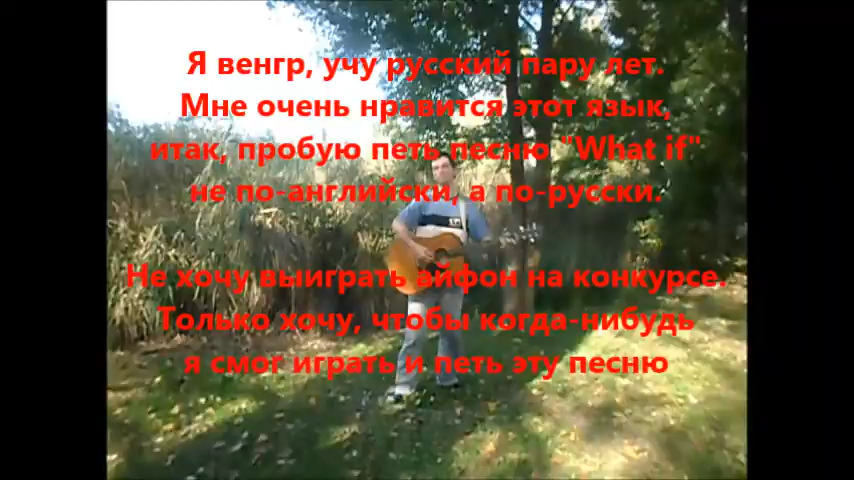 Я венгр, учу русский пару лет.
Мне очень нравится этот язык,
итак, пробую петь песню "What if"
не по-английски, а по-русски.
Не хочу выиграть айфон на конкурсе.
Только хочу, чтобы когда-нибудь
я смог играть и петь эту песню